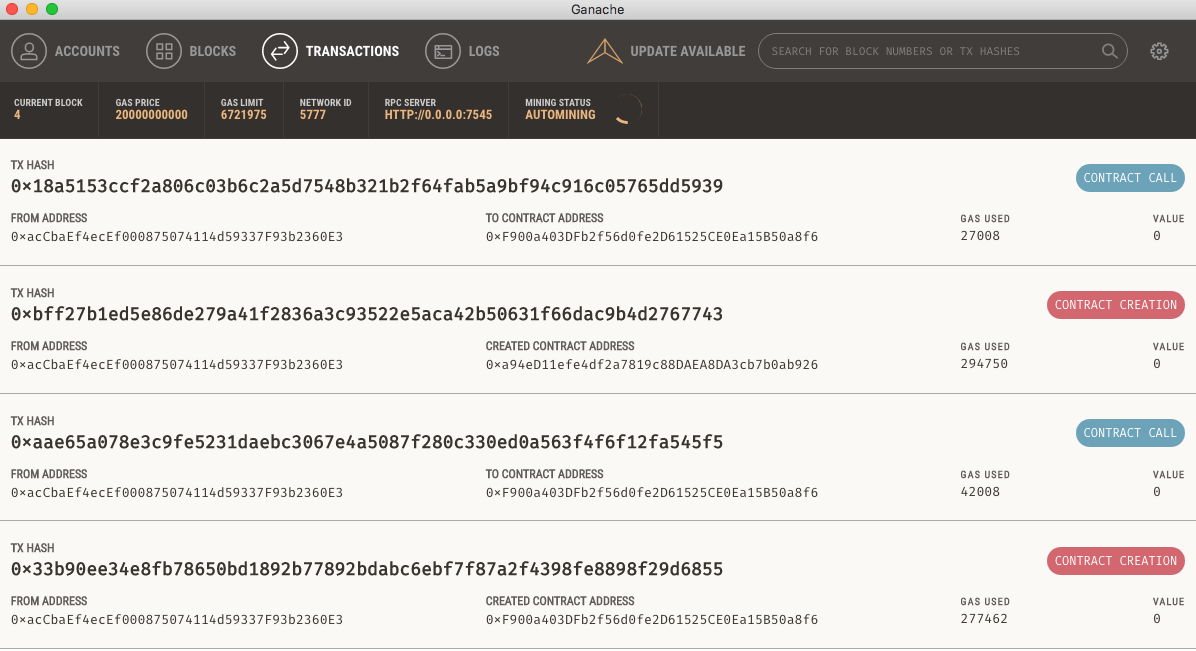 Ganache
ACCOUNTS BLOCKS TRANSACTIONS LOGS UPDATE AVAILABLE SEARCH FOR BLOCK NUMBERS OR TX HASHES
CURRENT BLOCK GAS PRICE GAS LIMIT NETWORK ID RPC SERVER MINING STATUS
4 20000000000 6721975 5777 HTTP://0.0.0.0:7545 AUTOMINING
TX HASH
0×18a5153ccf2a806c03b6c2a5d7548b321b2f64fab5a9bf94c916c05765dd5939 CONTRACT CALL
FROM ADDRESS TO CONTRACT ADDRESS GAS USED VALUE
0×acCbaEf4ecEf000875074114d59337F93b2360E3 0×F900a403DFb2f56d0fe2D61525CE0Ea15B50a8f6 27008 0
TX HASH
0×bff27b1ed5e86de279a41f2836a3c93522e5aca42b50631f66dac9b4d2767743 CONTRACT CREATION
FROM ADDRESS CREATED CONTRACT ADDRESS GAS USED VALUE
0×acCbaEf4ecEf000875074114d59337F93b2360E3 0×a94eD11efe4df2a7819c88DAEA8DA3cb7b0ab926 294750 0
TX HASH
0×aae65a078e3c9fe5231daebc3067e4a5087f280c330ed0a563f4f6f12fa545f5 CONTRACT CALL
FROM ADDRESS TO CONTRACT ADDRESS GAS USED VALUE
0×acCbaEf4ecEf000875074114d59337F93b2360E3 0×F900a403DFb2f56d0fe2D61525CE0Ea15B50a8f6 42008 0
TX HASH
0×33b90ee34e8fb78650bd1892b77892bdabc6ebf7f87a2f4398fe8898f29d6855 CONTRACT CREATION
FROM ADDRESS CREATED CONTRACT ADDRESS GAS USED VALUE
0×acCbaEf4ecEf000875074114d59337F93b2360E3 0×F900a403DFb2f56d0fe2D61525CE0Ea15B50a8f6 277462 0